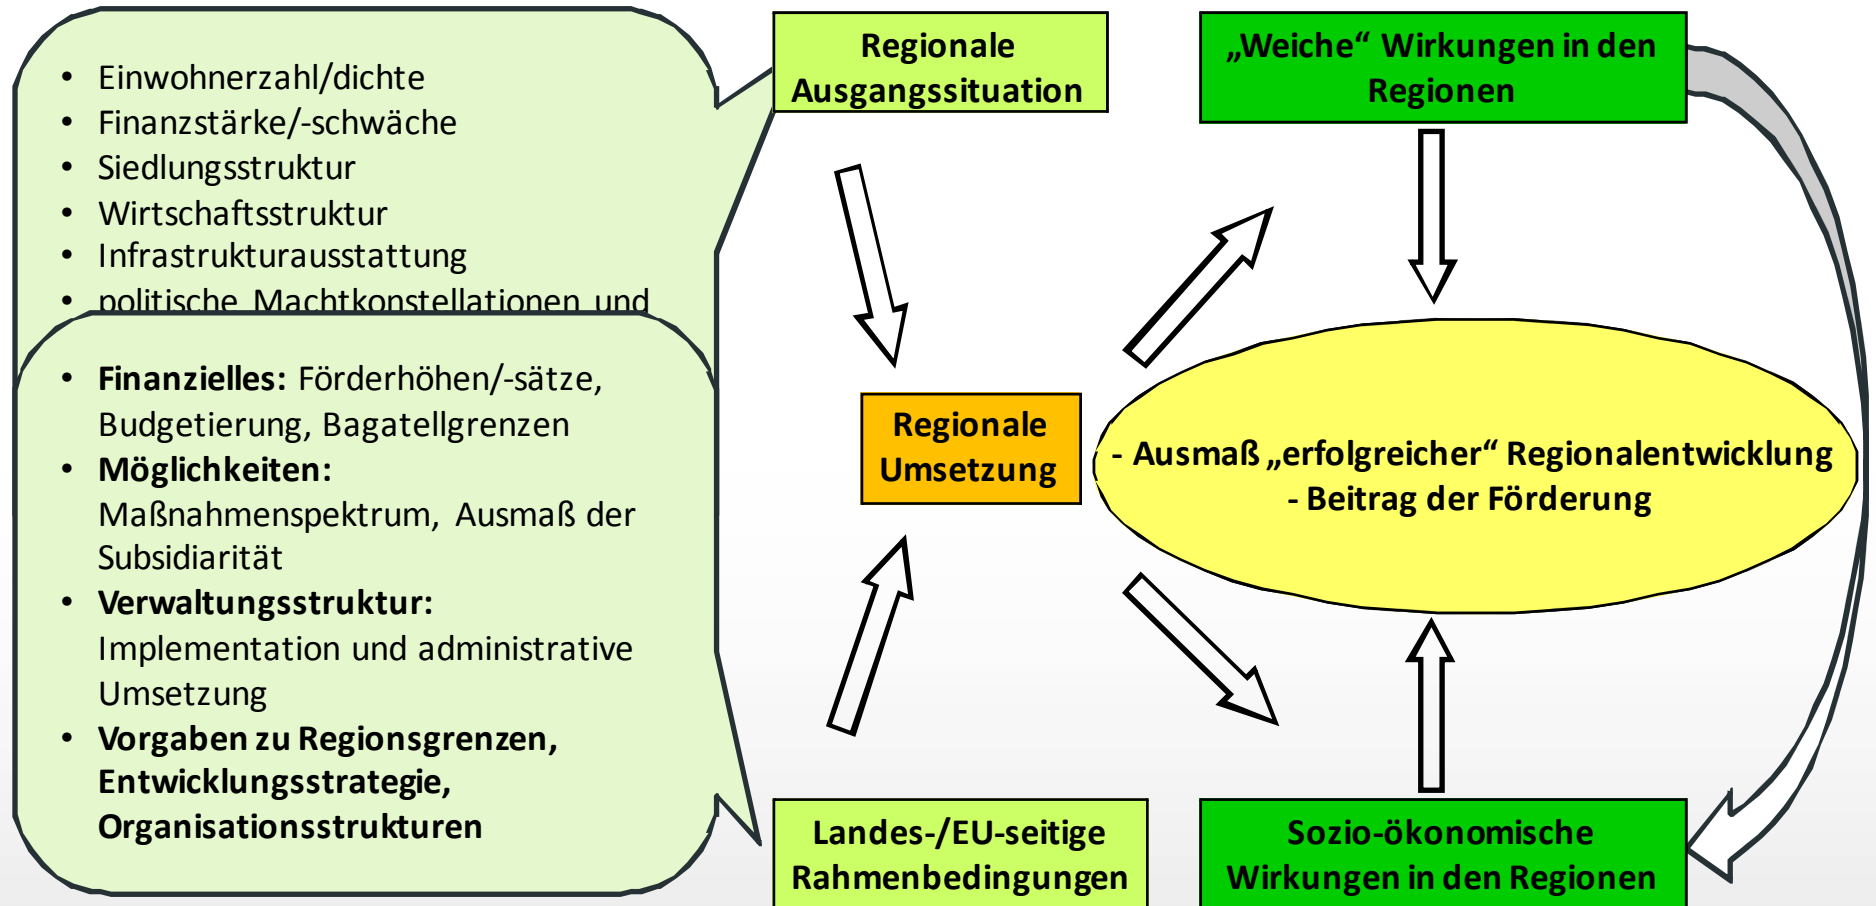 • Einwohnerzahl/dichte
• Finanzstärke/-schwäche
• Siedlungsstruktur
• Wirtschaftsstruktur
• Infrastrukturausstattung
• politische Machtkonstellationen und
• Finanzielles: Förderhöhen/-sätze,
Budgetierung, Bagatellgrenzen
• Möglichkeiten:
Maßnahmenspektrum, Ausmaß der
Subsidiarität
• Verwaltungsstruktur:
Implementation und administrative
Umsetzung
• Vorgaben zu Regionsgrenzen,
Entwicklungsstrategie,
Organisationsstrukturen
Regionale
Ausgangssituation
„Weiche“ Wirkungen in den
Regionen
Regionale
Umsetzung
- Ausmaß „erfolgreicher“ Regionalentwicklung
- Beitrag der Förderung
Landes-/EU-seitige
Rahmenbedingungen
Sozio-ökonomische
Wirkungen in den Regionen